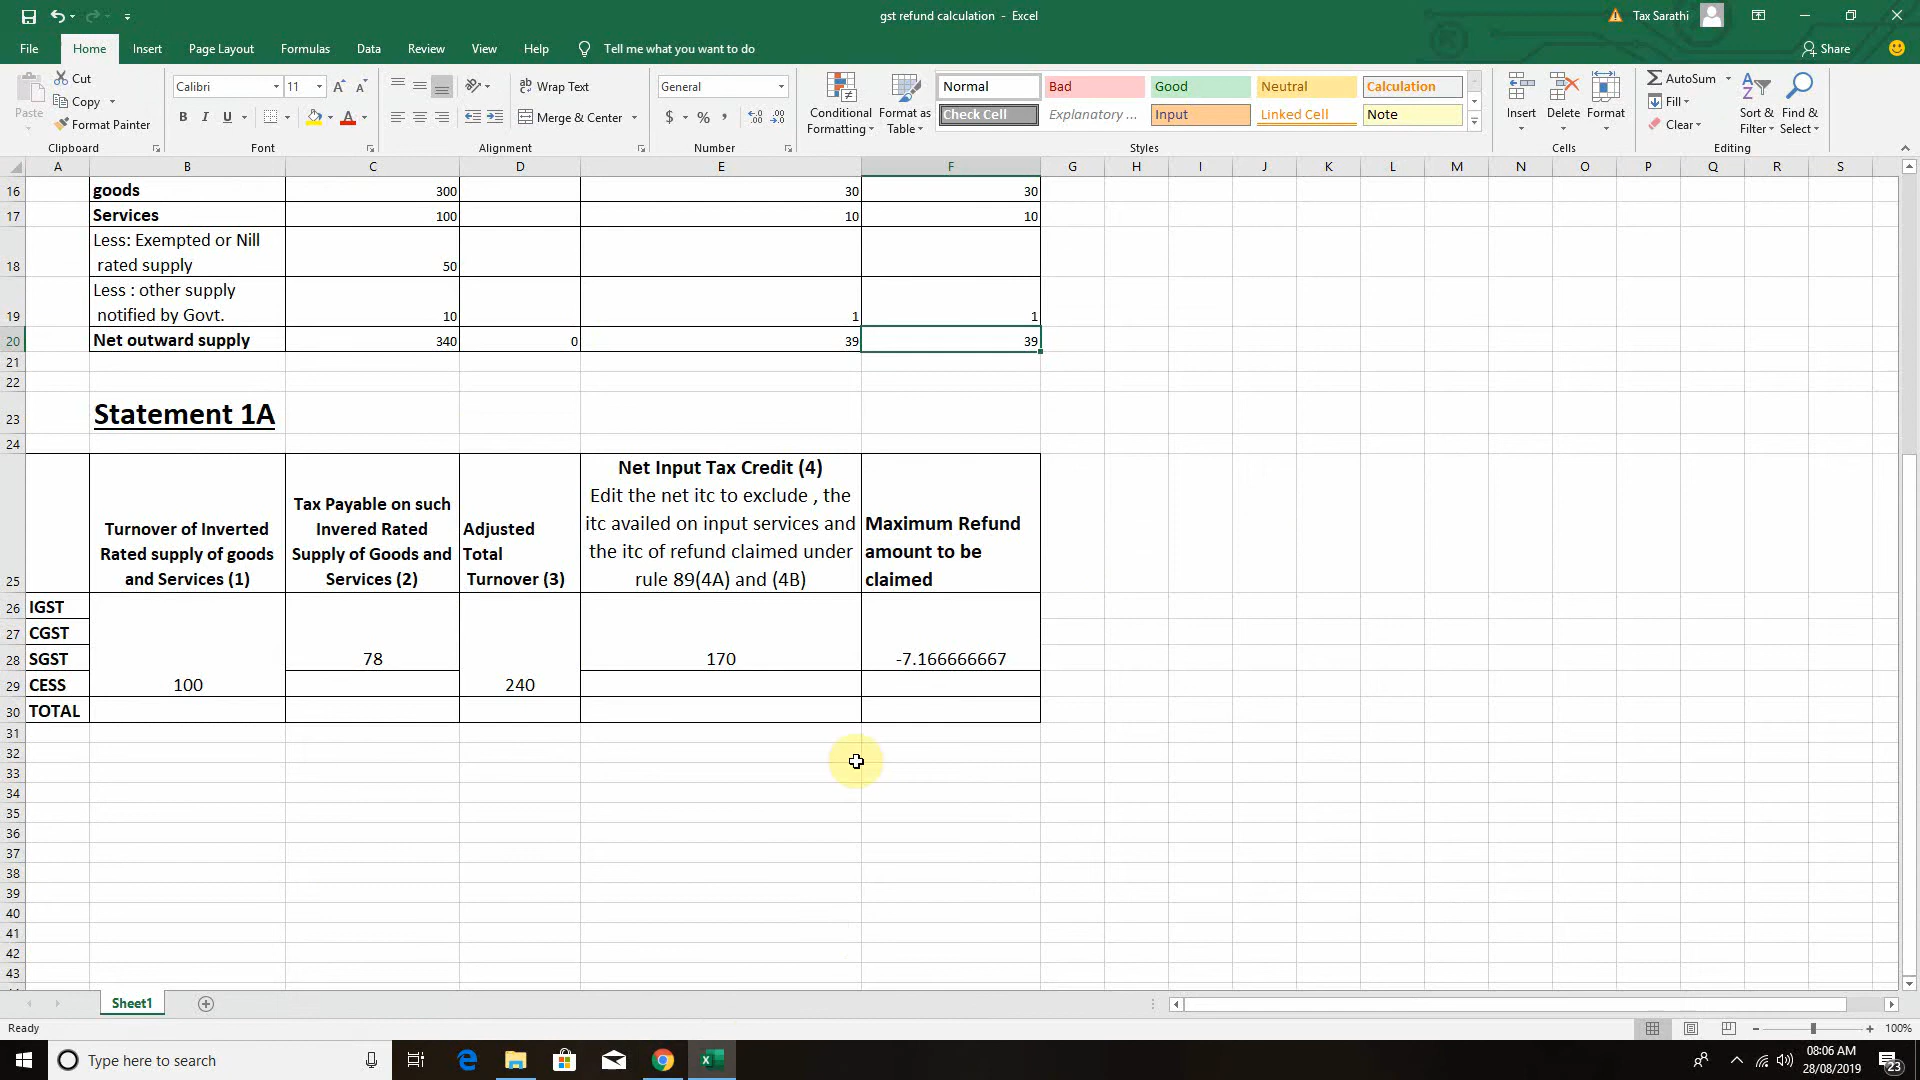 gst refund calculation - Excel
Tax Sarathi
File Home Insert Page Layout Formulas Data Review View Help Tell me what you want to do Share
Paste
Cut
Copy
Format Painter
Clipboard
Calibri 11
B I U
Font
Wrap Text
Merge & Center
Alignment
General
$ % ,
Number
Conditional Formatting
Format as Table
Normal Bad Good Neutral Calculation
Check Cell Explanatory ... Input Linked Cell Note
Styles
Insert Delete Format
Cells
AutoSum
Fill
Clear
Sort & Filter
Find & Select
Editing
A B C D E F G H I J K L M N O P Q R S
16 goods 300 30 30
17 Services 100 10 10
18 Less: Exempted or Nill
rated supply 50
19 Less : other supply
notified by Govt. 10 1 1
20 Net outward supply 340 0 39 39
21
22
23 Statement 1A
24
25
Turnover of Inverted
Rated supply of goods
and Services (1)
Tax Payable on such
Invered Rated
Supply of Goods and
Services (2)
Adjusted
Total
Turnover (3)
Net Input Tax Credit (4)
Edit the net itc to exclude , the
itc availed on input services and
the itc of refund claimed under
rule 89(4A) and (4B)
Maximum Refund
amount to be
claimed
26 IGST
27 CGST
28 SGST 78 170 -7.166666667
29 CESS 100 240
30 TOTAL
31
32
33
34
35
36
37
38
39
40
41
42
43
Sheet1
Ready
100%
Type here to search
08:06 AM
28/08/2019
23